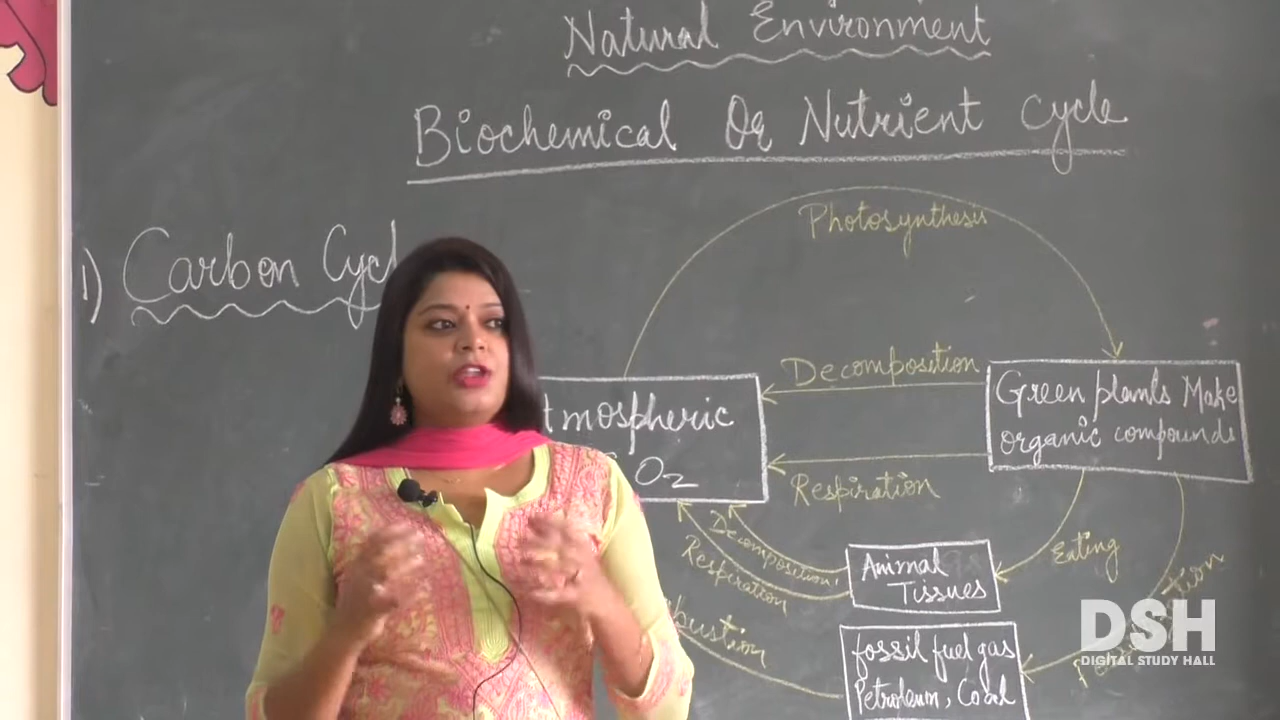 Natural Environment
Biochemical Or Nutrient Cycle
1) Carbon Cycl
Photosynthesis
Decomposition
Green plants Make
organic compounds
tmospheric
O2
Respiration
Decomposition
Respiration
Animal
Tissues
Eating
fossil fuel gas
Petroleum, Coal
DSH
DIGITAL STUDY HALL